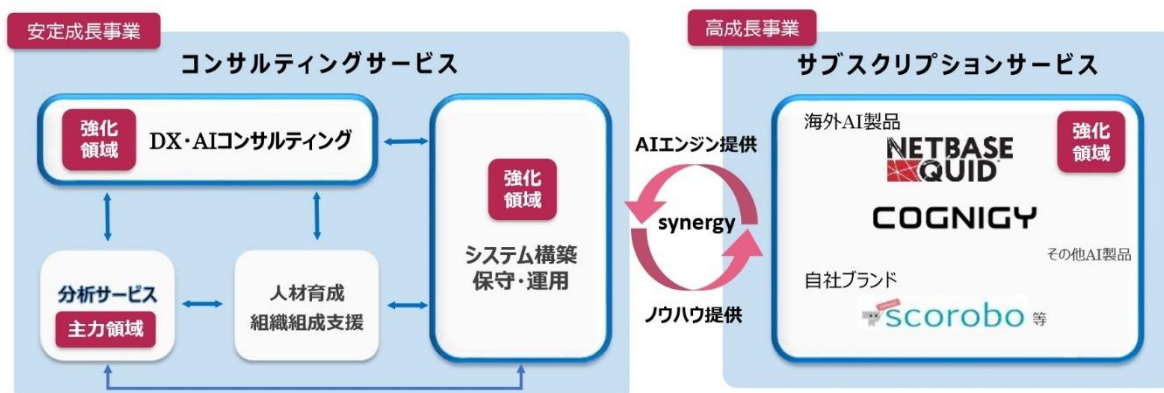 安定成長事業
コンサルティングサービス
強化
領域
DX・AIコンサルティング
強化
領域
システム構築
保守・運用
分析サービス
主力領域
人材育成
組織組成支援
AIエンジン提供
synergy
ノウハウ提供
高成長事業
サブスクリプションサービス
海外AI製品
強化
領域
NETBASE
QUID
COGNIGY
その他AI製品
自社ブランド
scorobo 等